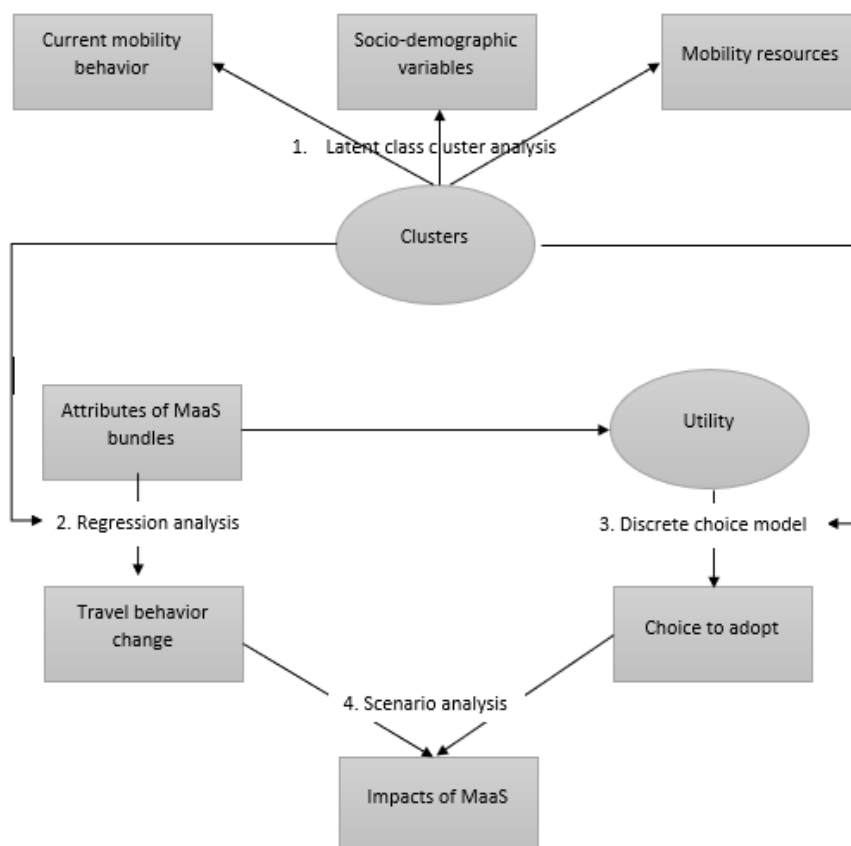 Current mobility
behavior
Socio-demographic
variables
Mobility resources
1. Latent class cluster analysis
Clusters
Attributes of MaaS
bundles
Utility
2. Regression analysis
3. Discrete choice model
Travel behavior
change
Choice to adopt
4. Scenario analysis
Impacts of MaaS